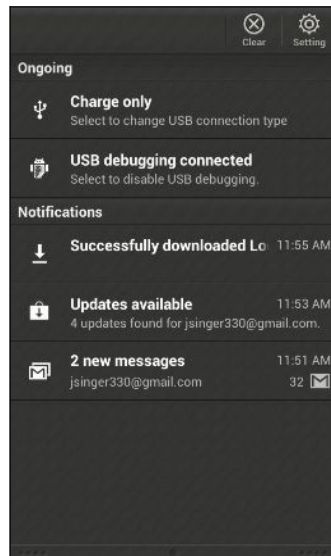 Clear Setting
Ongoing
Charge only
Select to change USB connection type
USB debugging connected
Select to disable USB debugging.
Notifications
Successfully downloaded Lo 11:55 AM
Updates available 11:53 AM
4 updates found for jsinger330@gmail.com.
2 new messages 11:51 AM
jsinger330@gmail.com 32